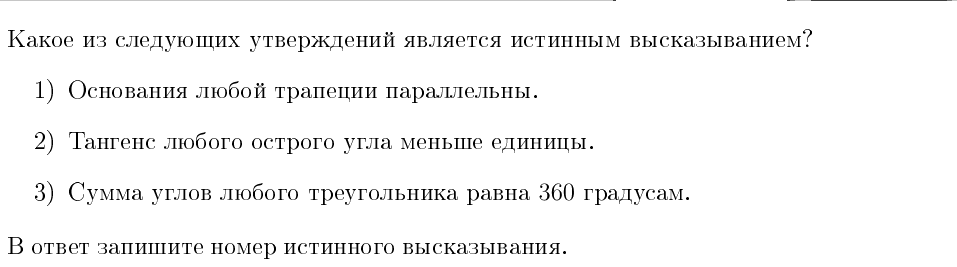 Какое из следующих утверждений является истинным высказыванием?
1) Основания любой трапеции параллельны.
2) Тангенс любого острого угла меньше единицы.
3) Сумма углов любого треугольника равна 360 градусам.
В ответ запишите номер истинного высказывания.